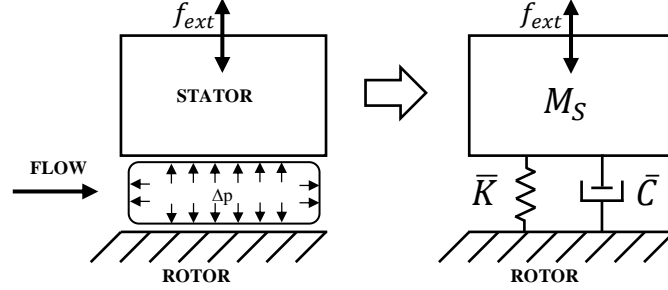 f_ext
STATOR
FLOW
Δp
ROTOR
f_ext
M_S
K̅
C̅
ROTOR